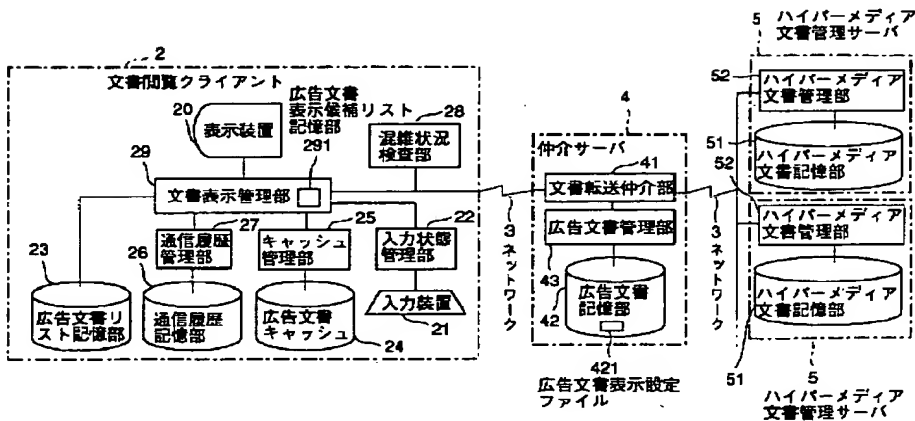 2
文書閲覧クライアント
20
表示装置
広告文書
表示候補リスト
記憶部
28
混雑状況
検査部
291
29
文書表示管理部
27
通信履歴
管理部
25
キャッシュ
管理部
22
入力状態
管理部
23
広告文書リ
スト記憶部
26
通信履歴
記憶部
広告文書
キャッシュ
24
入力装置
21
3
ネットワーク
4
仲介サーバ
41
文書転送仲介部
広告文書管理部
43
42
広告文書
記憶部
421
広告文書表示設定
ファイル
3
ネットワーク
5
ハイパーメディア
文書管理サーバ
52
ハイパーメディア
文書管理部
51
ハイパーメディア
文書記憶部
52
ハイパーメディア
文書管理部
ハイパーメディア
文書記憶部
51
5
ハイパーメディア
文書管理サーバ